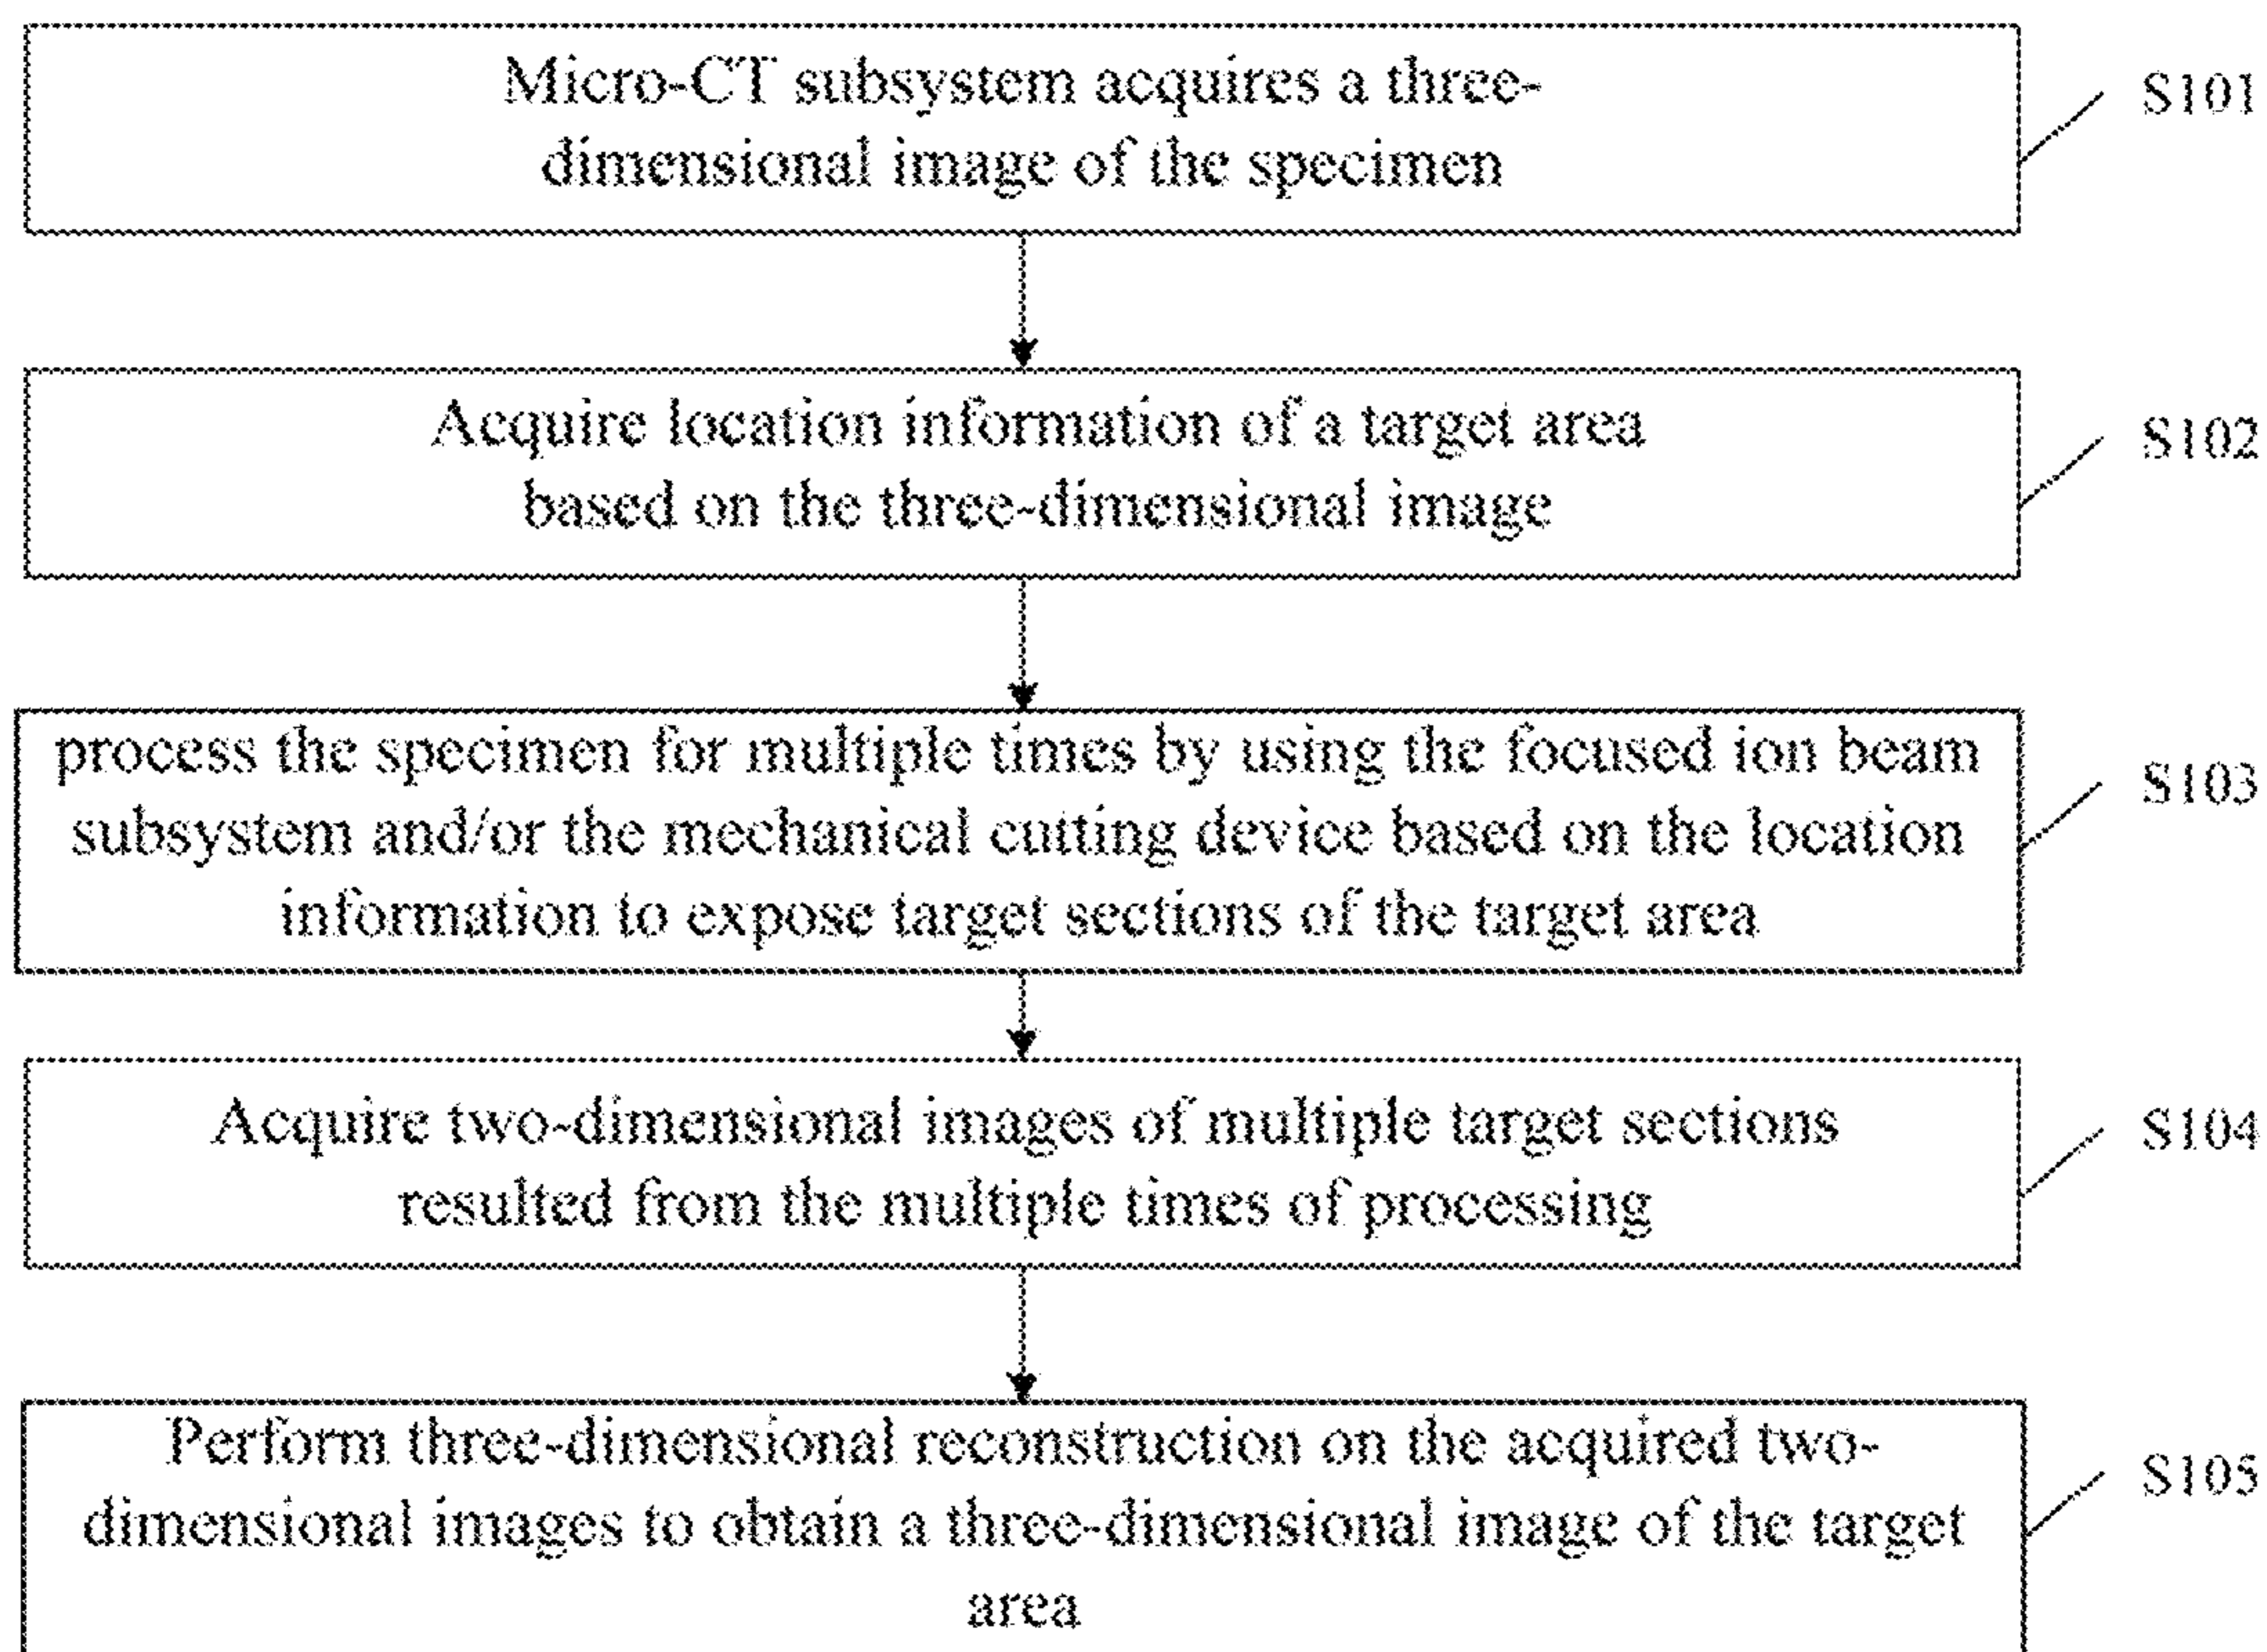 Micro-CT subsystem acquires a three-
dimensional image of the specimen
S101
Acquire location information of a target area
based on the three-dimensional image
S102
process the specimen for multiple times by using the focused ion beam
subsystem and/or the mechanical cutting device based on the location
information to expose target sections of the target area
S103
Acquire two-dimensional images of multiple target sections
resulted from the multiple times of processing
S104
Perform three-dimensional reconstruction on the acquired two-
dimensional images to obtain a three-dimensional image of the target
area
S105